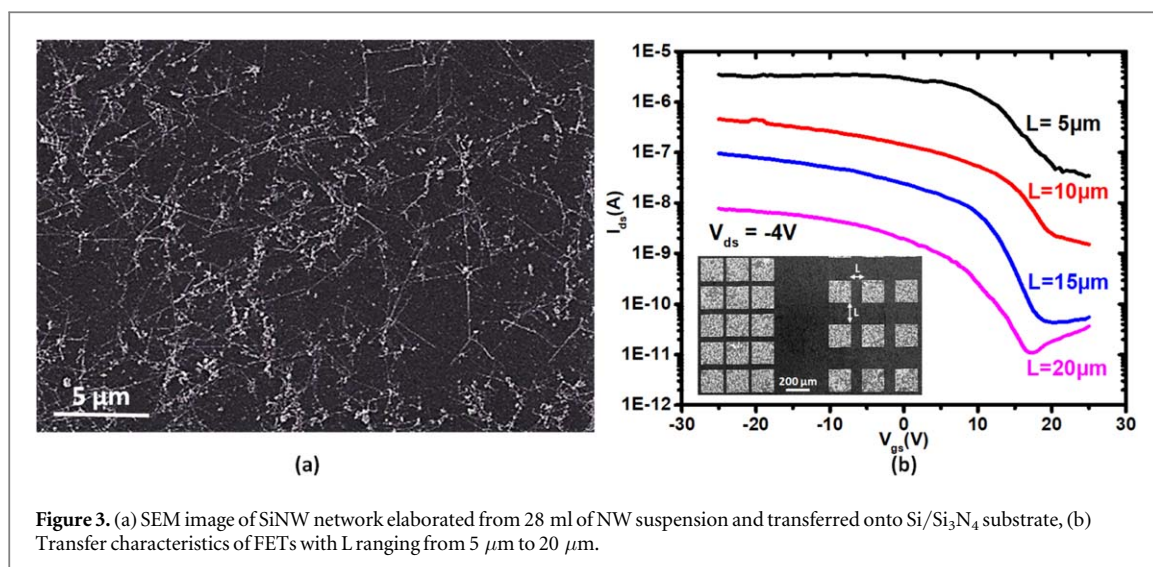 5 μm
(a)
1E-5
1E-6
1E-7
1E-8
1E-9
1E-10
1E-11
1E-12
I_ds(A)
L= 5μm
L=10μm
L=15μm
L=20μm
V_ds = -4V
L
L
200 μm
-30
-20
-10
0
10
20
30
V_gs(V)
(b)
Figure 3. (a) SEM image of SiNW network elaborated from 28 ml of NW suspension and transferred onto Si/Si₃N₄ substrate, (b)
Transfer characteristics of FETs with L ranging from 5 μm to 20 μm.